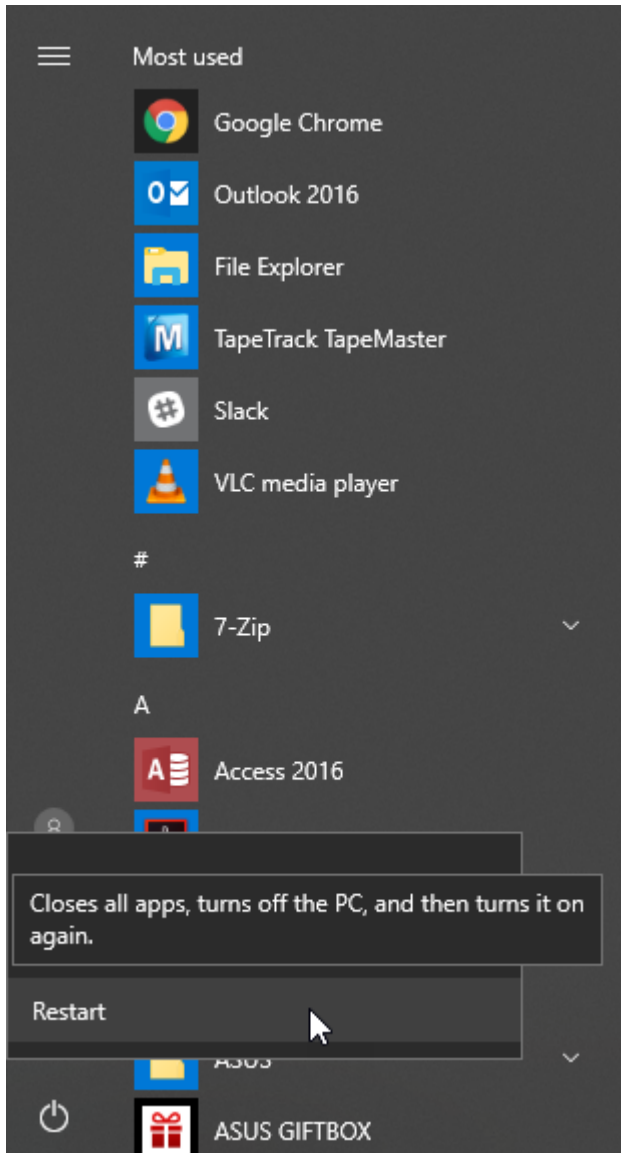 Most used
Google Chrome
Outlook 2016
File Explorer
TapeTrack TapeMaster
Slack
VLC media player
#
7-Zip
A
Access 2016
Closes all apps, turns off the PC, and then turns it on
again.
Restart
ASUS
ASUS GIFTBOX